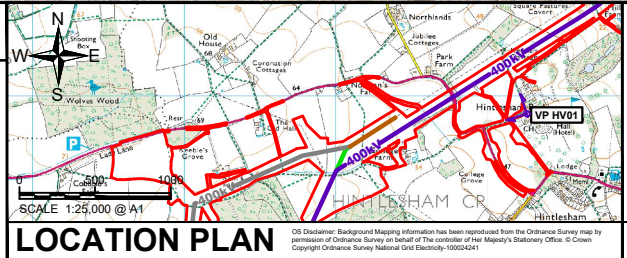 N
W E
S
Shooting
Box
Old
House
68
Coronation
Cottages
64
Northlands
Jubilee
Cottages
Park
Farm
Square Pastures
Covert
Wolves Wood
Resr
69
The
Old Hall
400kV
400kV
400kV
VP HV01
Hall
(Hotel)
P
Lady Lane
College
Grove
47
Lodge
HINTLESHAM CP
Hintlesham
0 500 1000
SCALE 1:25,000 @ A1
LOCATION PLAN
OS Disclaimer: Background Mapping information has been reproduced from the Ordnance Survey map by
permission of Ordnance Survey on behalf of The controller of Her Majesty's Stationery Office. © Crown
Copyright Ordnance Survey National Grid Electricity-100024241